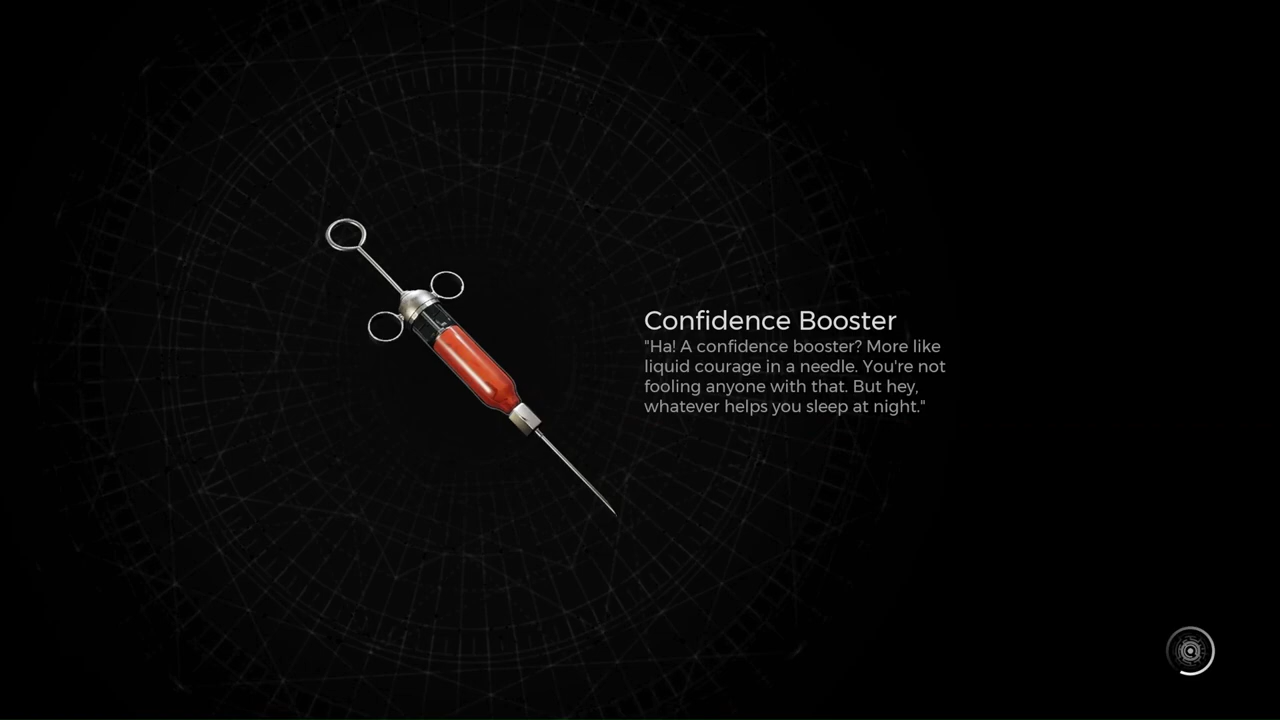 Confidence Booster
"Ha! A confidence booster? More like
liquid courage in a needle. You're not
fooling anyone with that. But hey,
whatever helps you sleep at night."